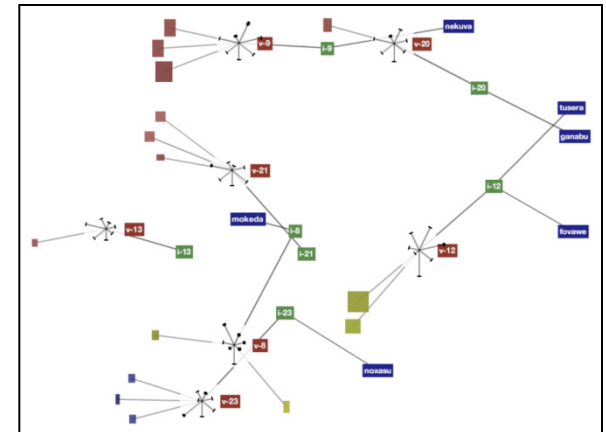 nekuva
v-9
i-9
v-20
i-20
tusera
ganabu
v-21
i-12
mokeda
i-8
v-13
fovawe
i-13
i-21
v-12
i-23
v-8
noxasu
v-23